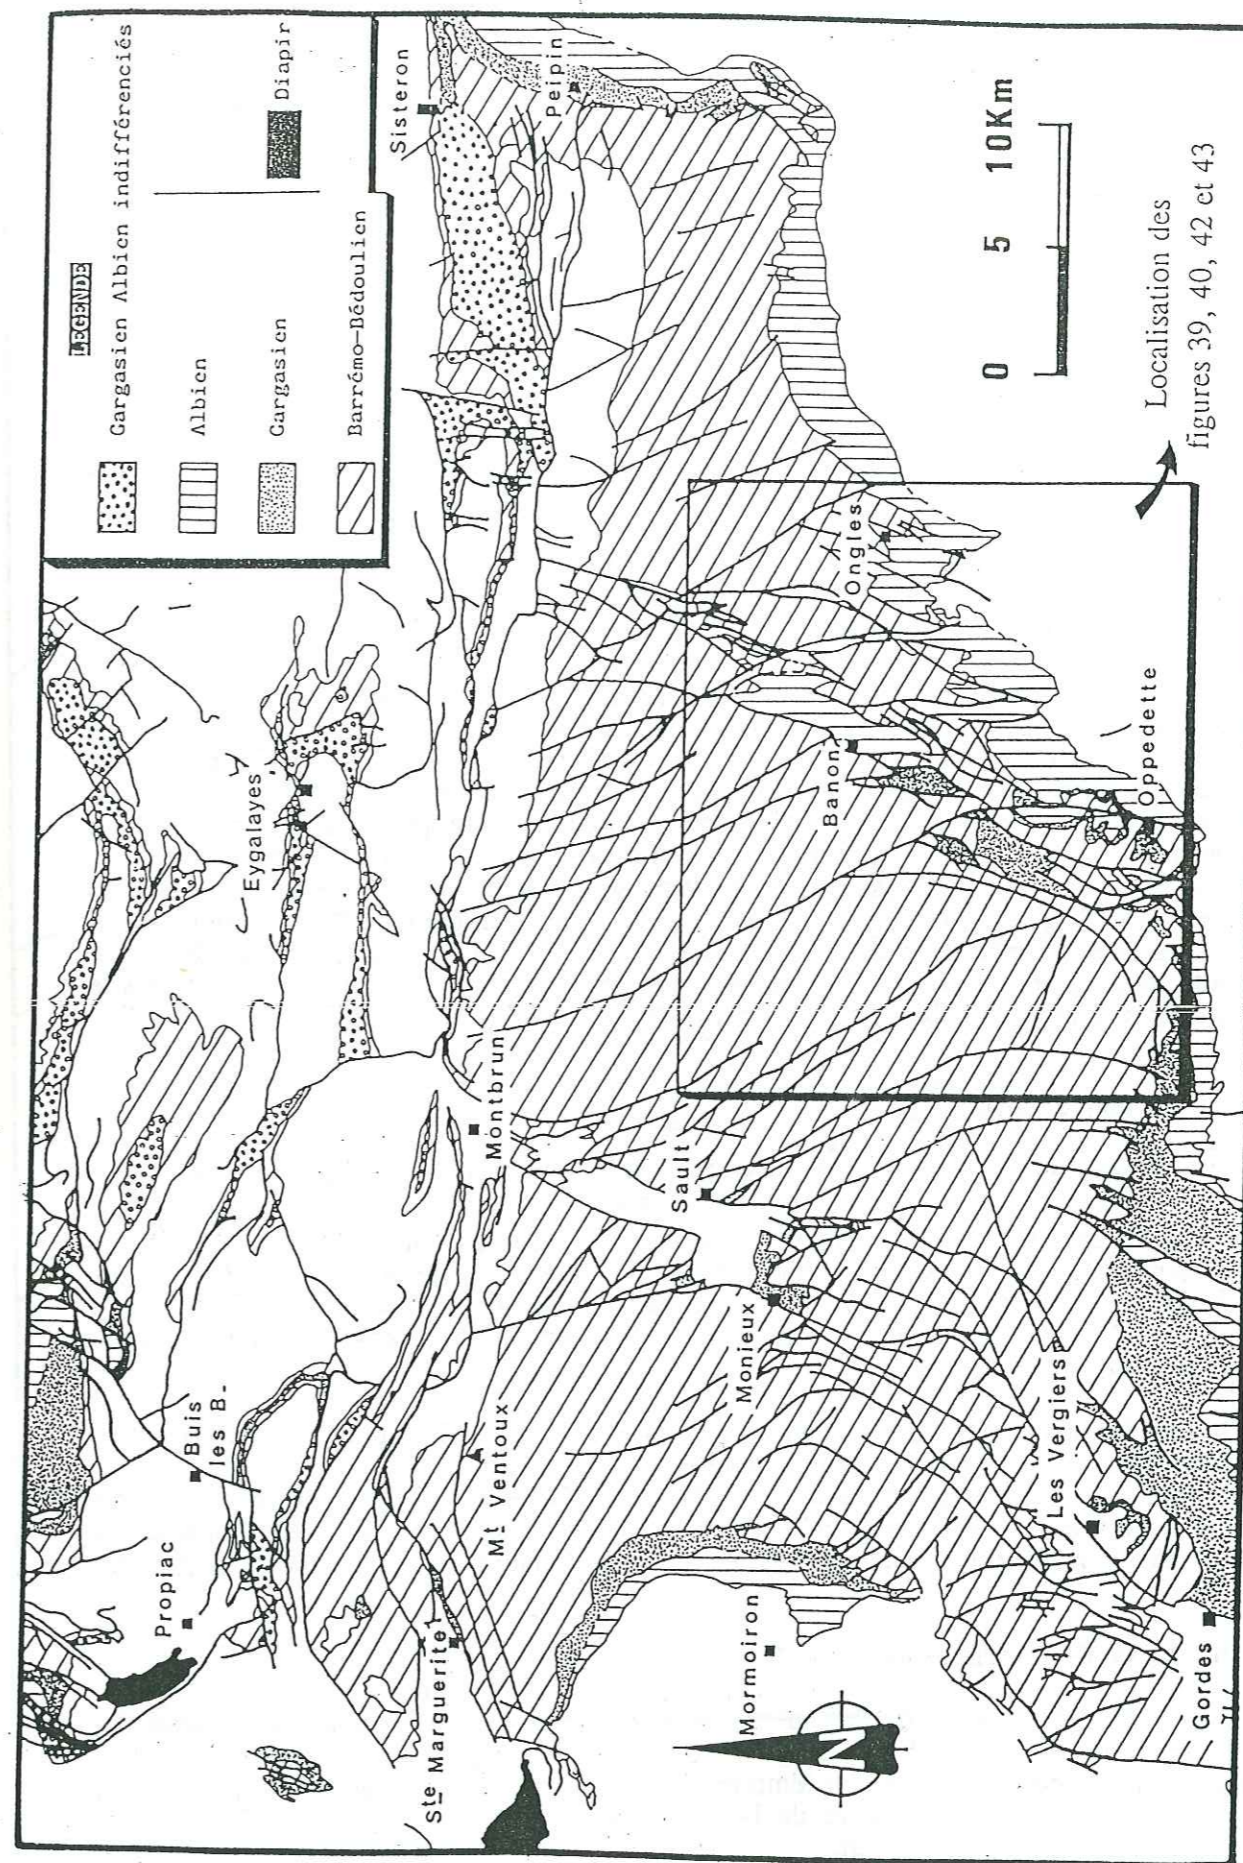 LEGENDE
Gargasien Albien indifférenciés
Albien
Gargasien
Barrémo-Bédoulien
Diapir
Sisteron
Peipin
Eygalayes
Buis
les B-
Propiac
Montbrun
Mt Ventoux
Ste Marguerite
Sault
Monieux
Mormoiron
Les Vergiers
Gordes
Banon
Ongles
Oppedette
0 5 10Km
Localisation des
figures 39, 40, 42 et 43
N